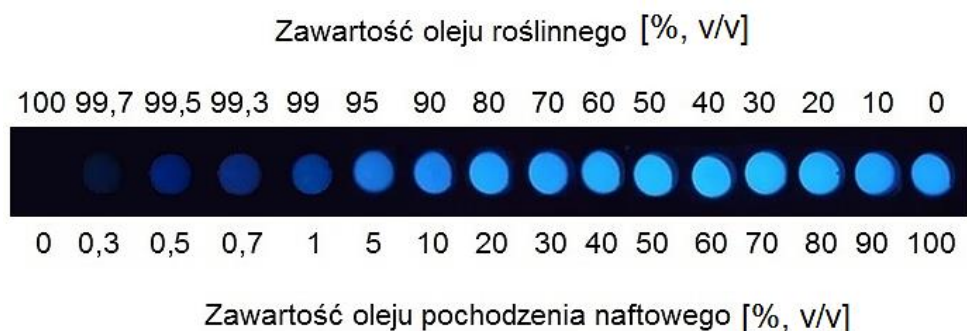 Zawartość oleju roślinnego [%, v/v]
100 99,7 99,5 99,3 99 95 90 80 70 60 50 40 30 20 10 0
0 0,3 0,5 0,7 1 5 10 20 30 40 50 60 70 80 90 100
Zawartość oleju pochodzenia naftowego [%, v/v]